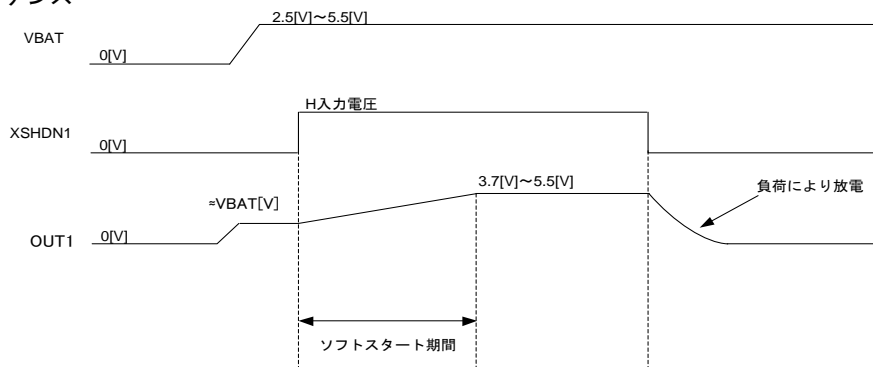 VBAT
2.5[V]～5.5[V]
0[V]
XSHDN1
H入力電圧
0[V]
OUT1
≈VBAT[V]
0[V]
3.7[V]～5.5[V]
負荷により放電
ソフトスタート期間